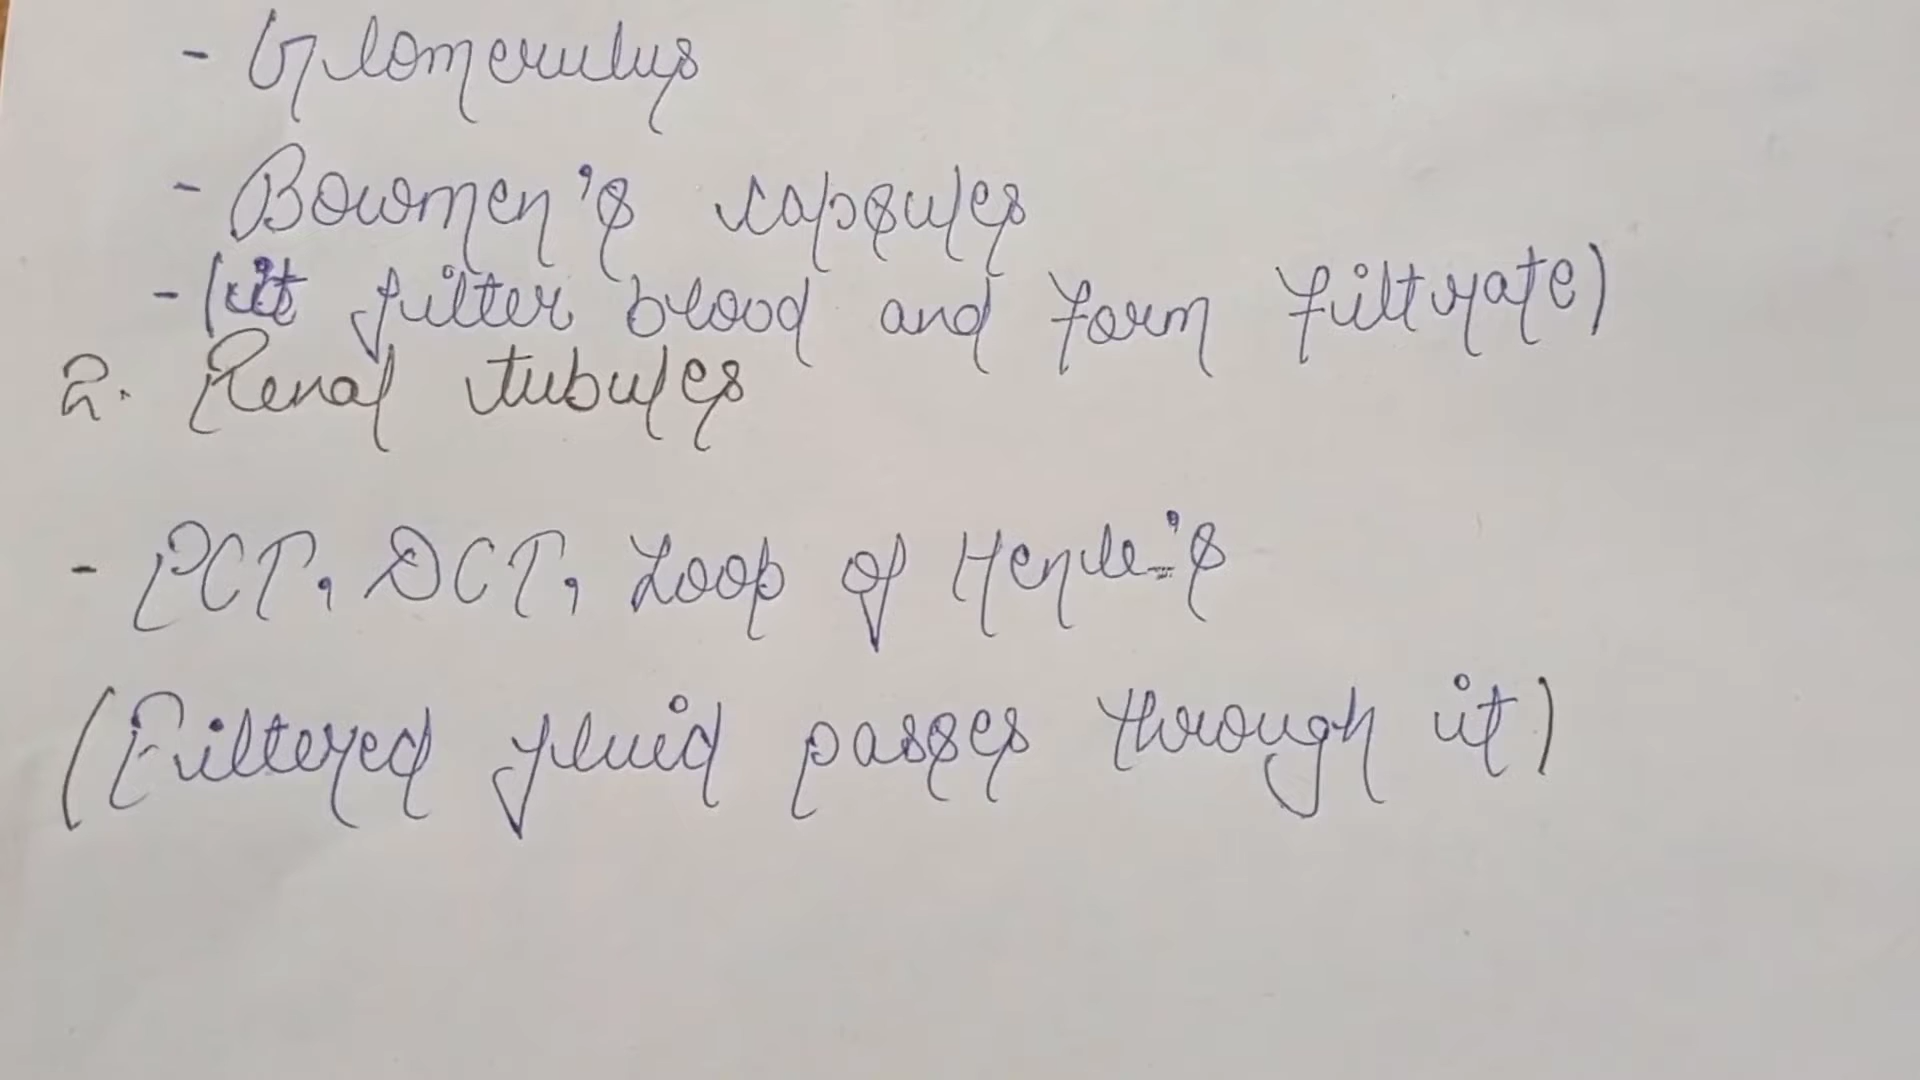 - Glomerulus
- Bowmen's capsules
- (it filter blood and form filtrate)
2. Renal tubules
- PCT, DCT, Loop of Henle's
(Filtered fluid passes through it)